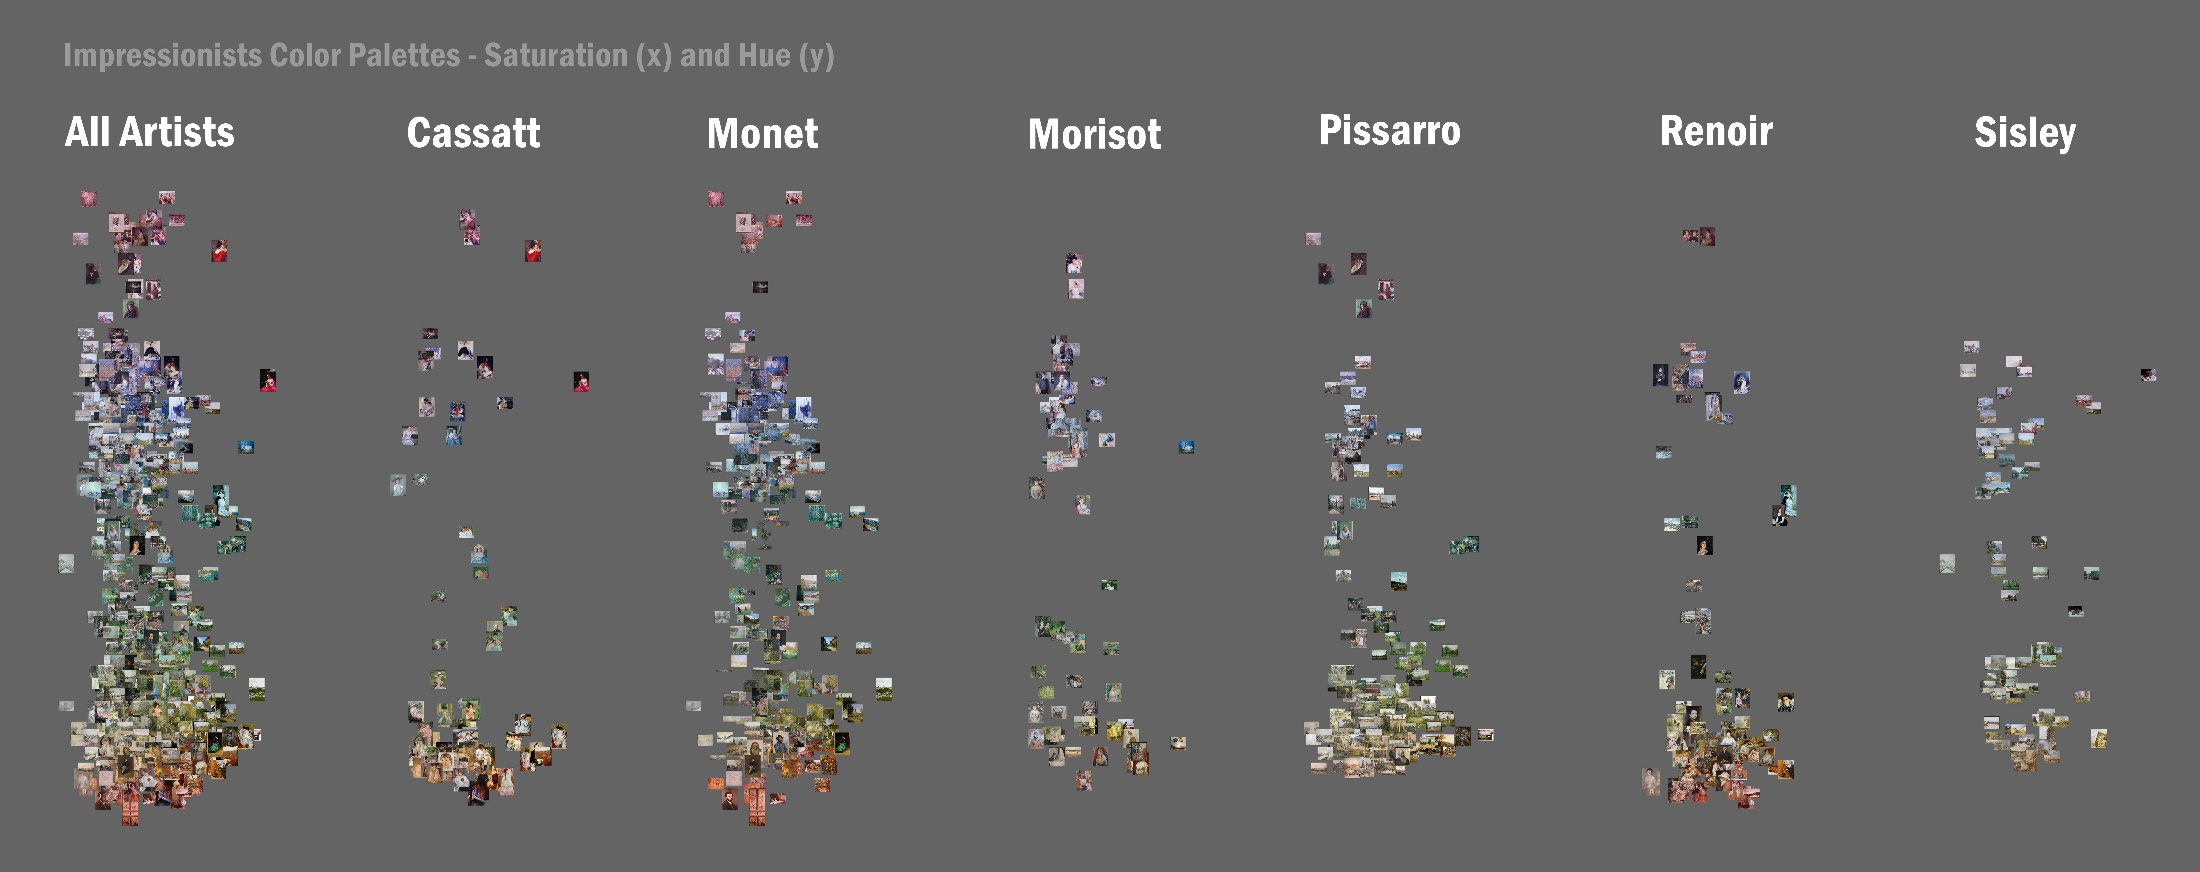 Impressionists Color Palettes - Saturation (x) and Hue (y)
All Artists
Cassatt
Monet
Morisot
Pissarro
Renoir
Sisley